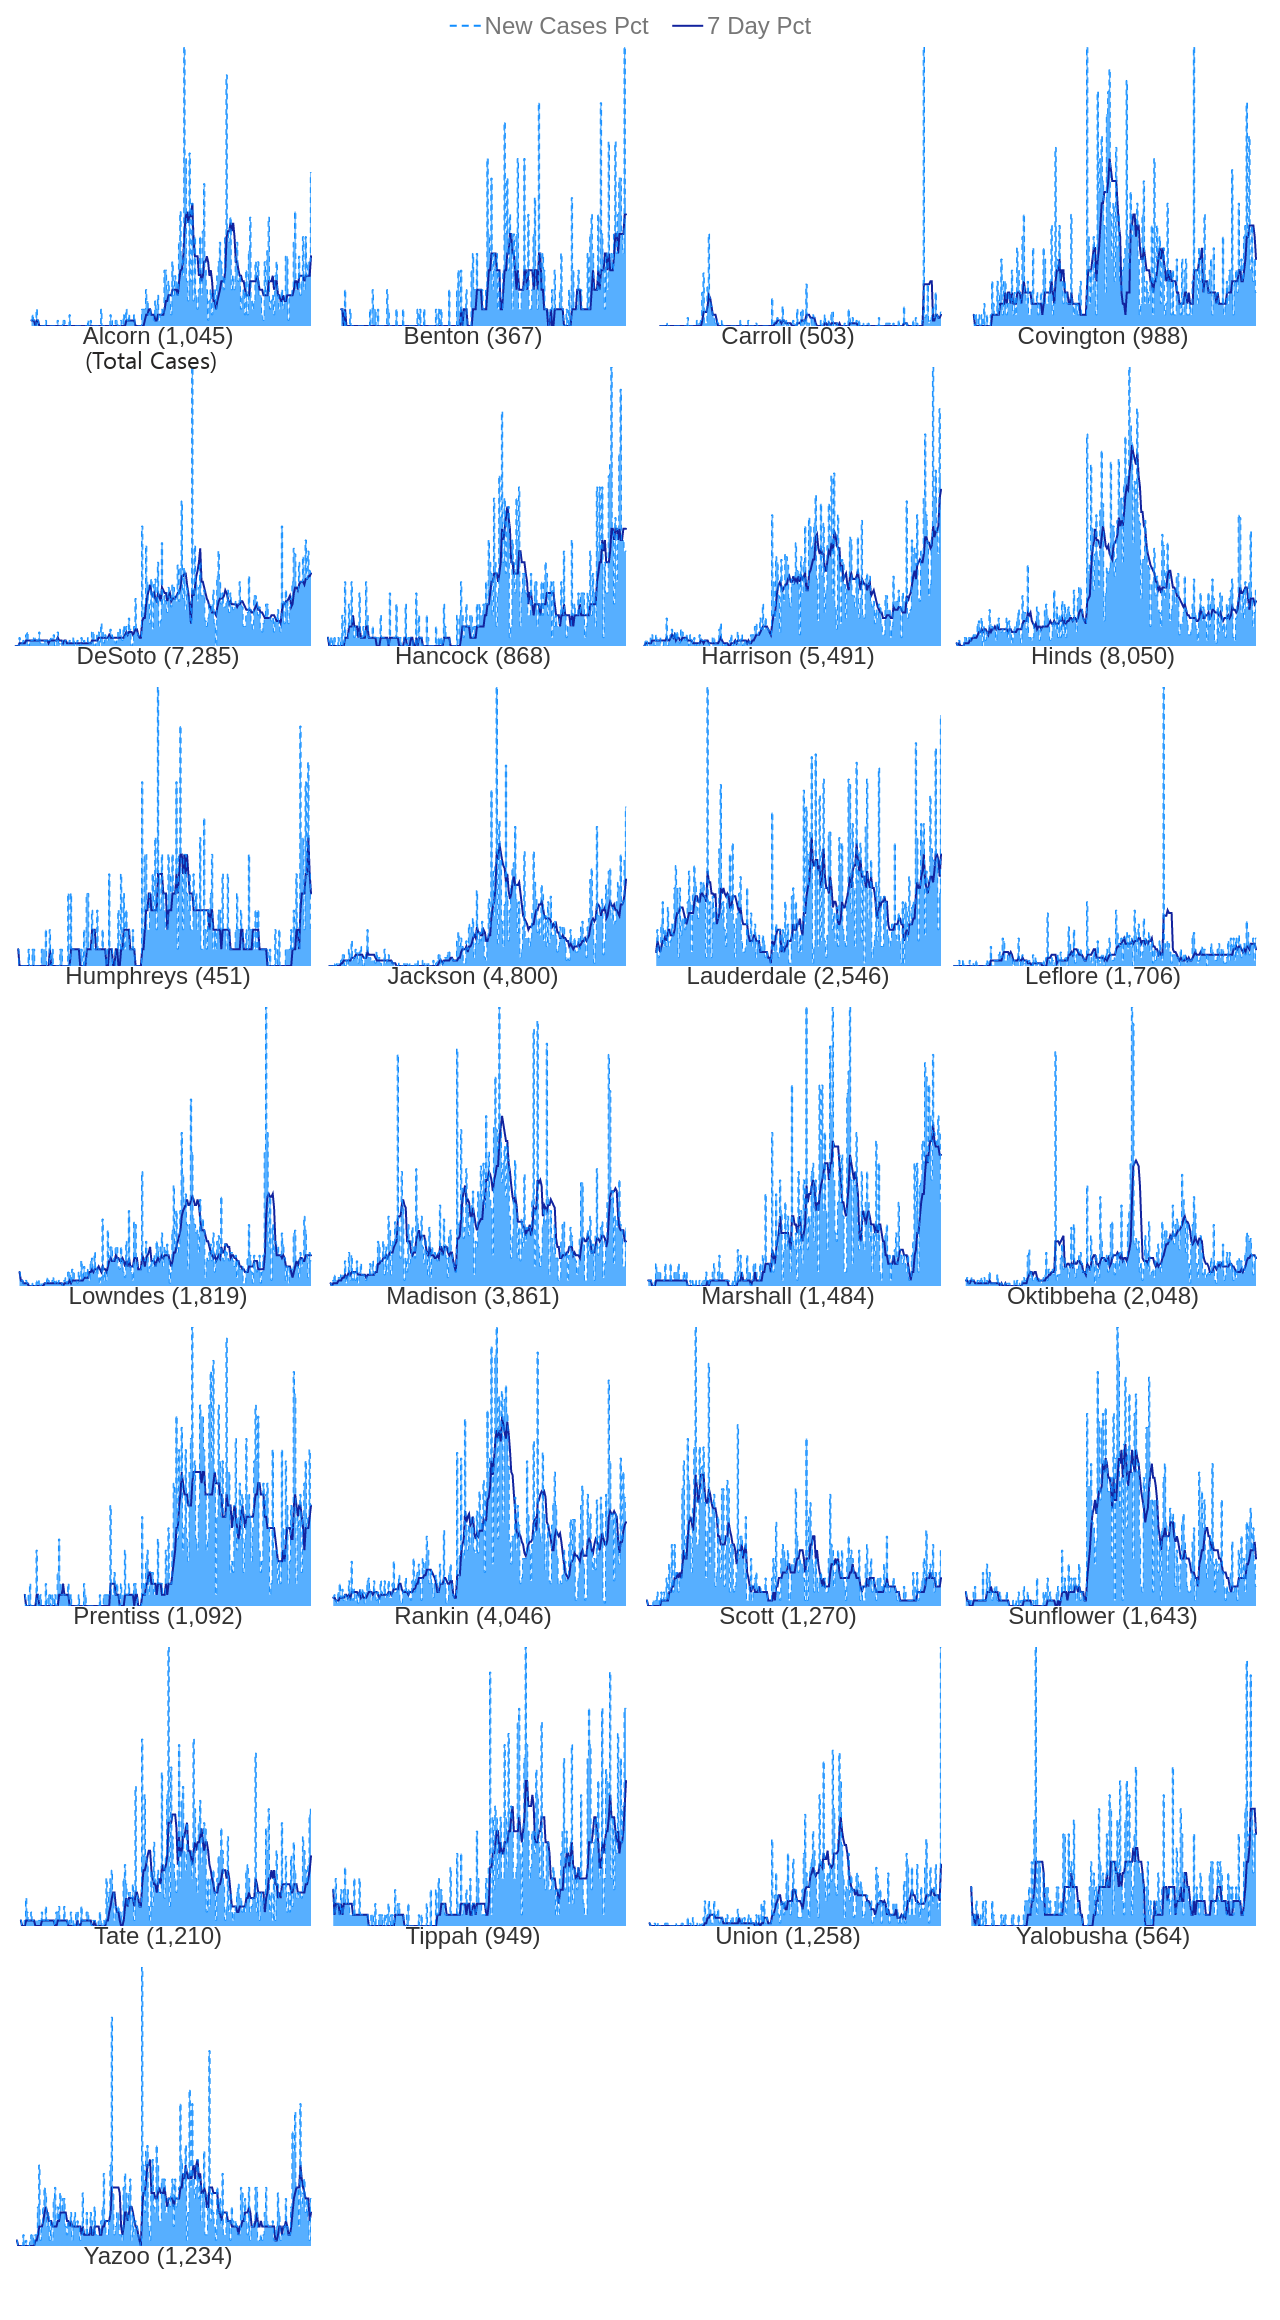 New Cases Pct 7 Day Pct
Alcorn (1,045) Benton (367) Carroll (503) Covington (988)
(Total Cases)
DeSoto (7,285) Hancock (868) Harrison (5,491) Hinds (8,050)
Humphreys (451) Jackson (4,800) Lauderdale (2,546) Leflore (1,706)
Lowndes (1,819) Madison (3,861) Marshall (1,484) Oktibbeha (2,048)
Prentiss (1,092) Rankin (4,046) Scott (1,270) Sunflower (1,643)
Tate (1,210) Tippah (949) Union (1,258) Yalobusha (564)
Yazoo (1,234)